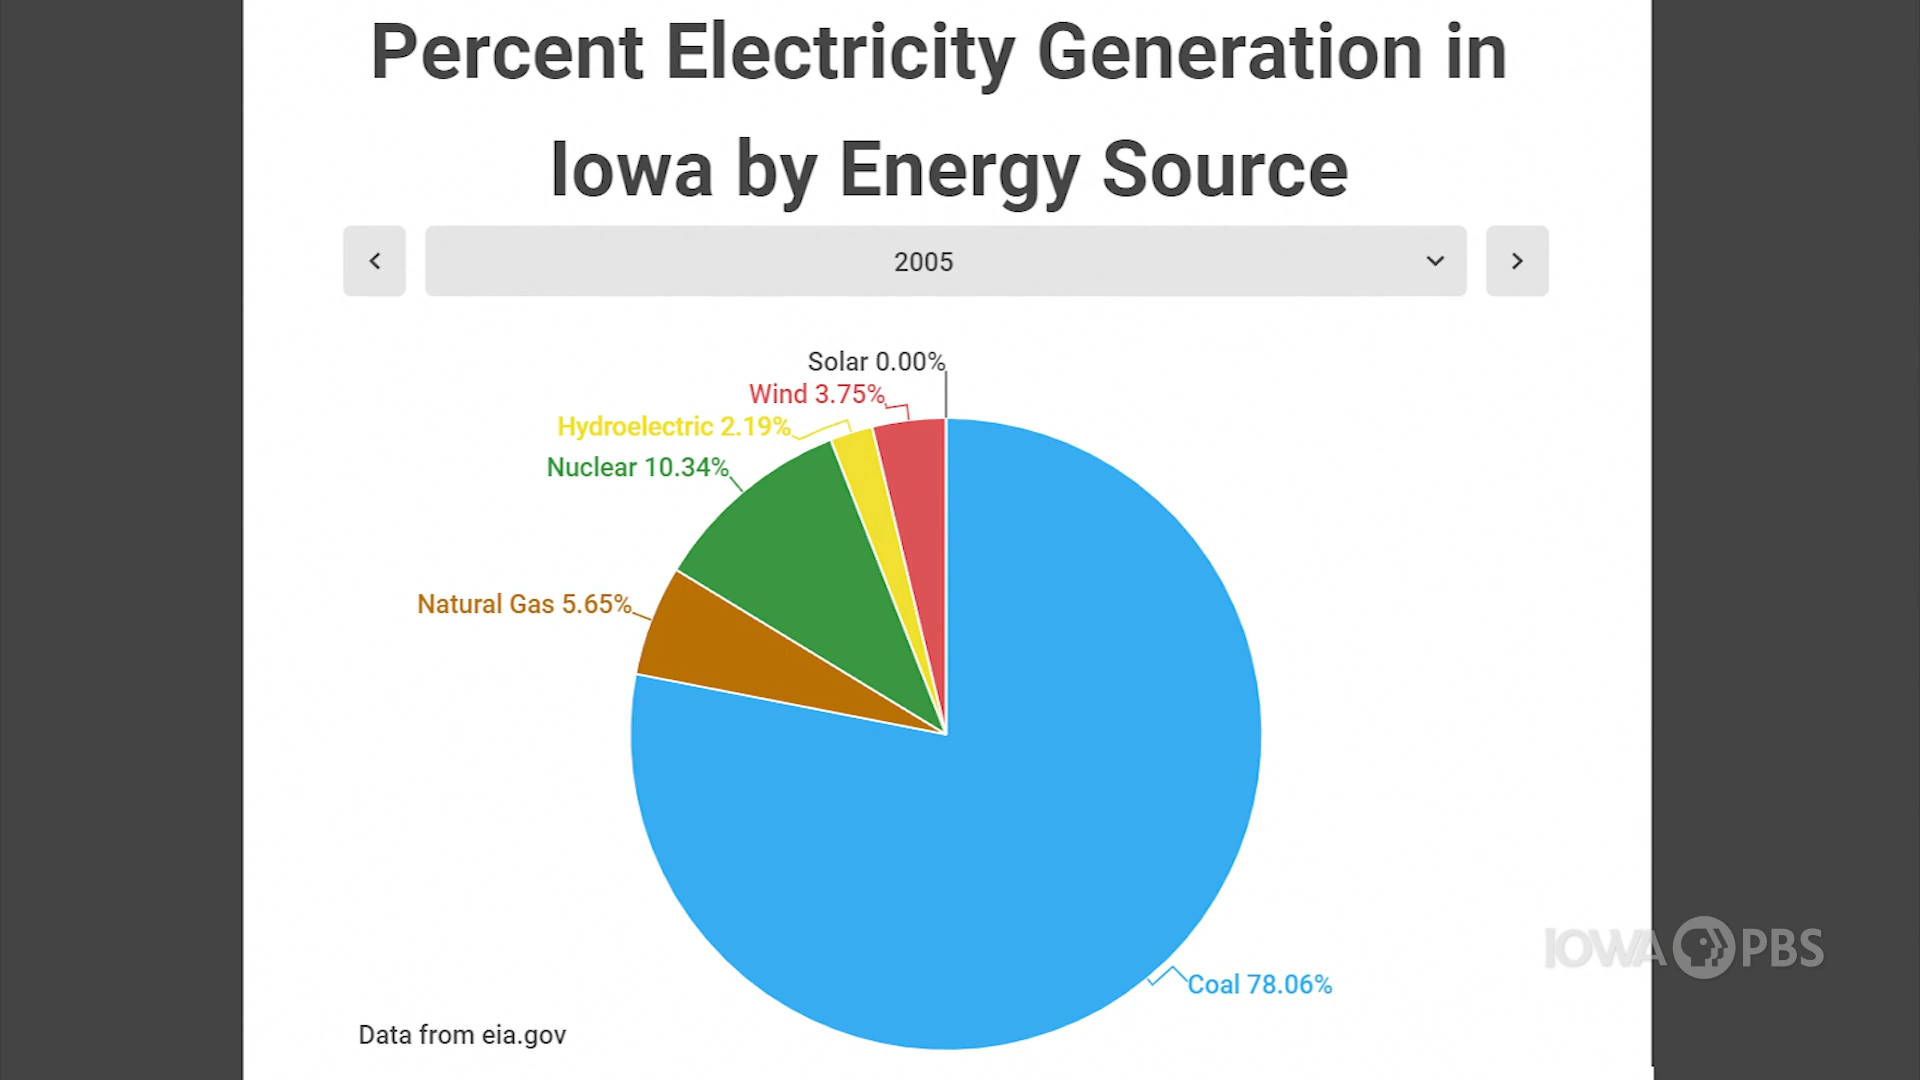 Percent Electricity Generation in
Iowa by Energy Source
2005
Solar 0.00%
Wind 3.75%
Hydroelectric 2.19%
Nuclear 10.34%
Natural Gas 5.65%
Coal 78.06%
Data from eia.gov
IOWA PBS